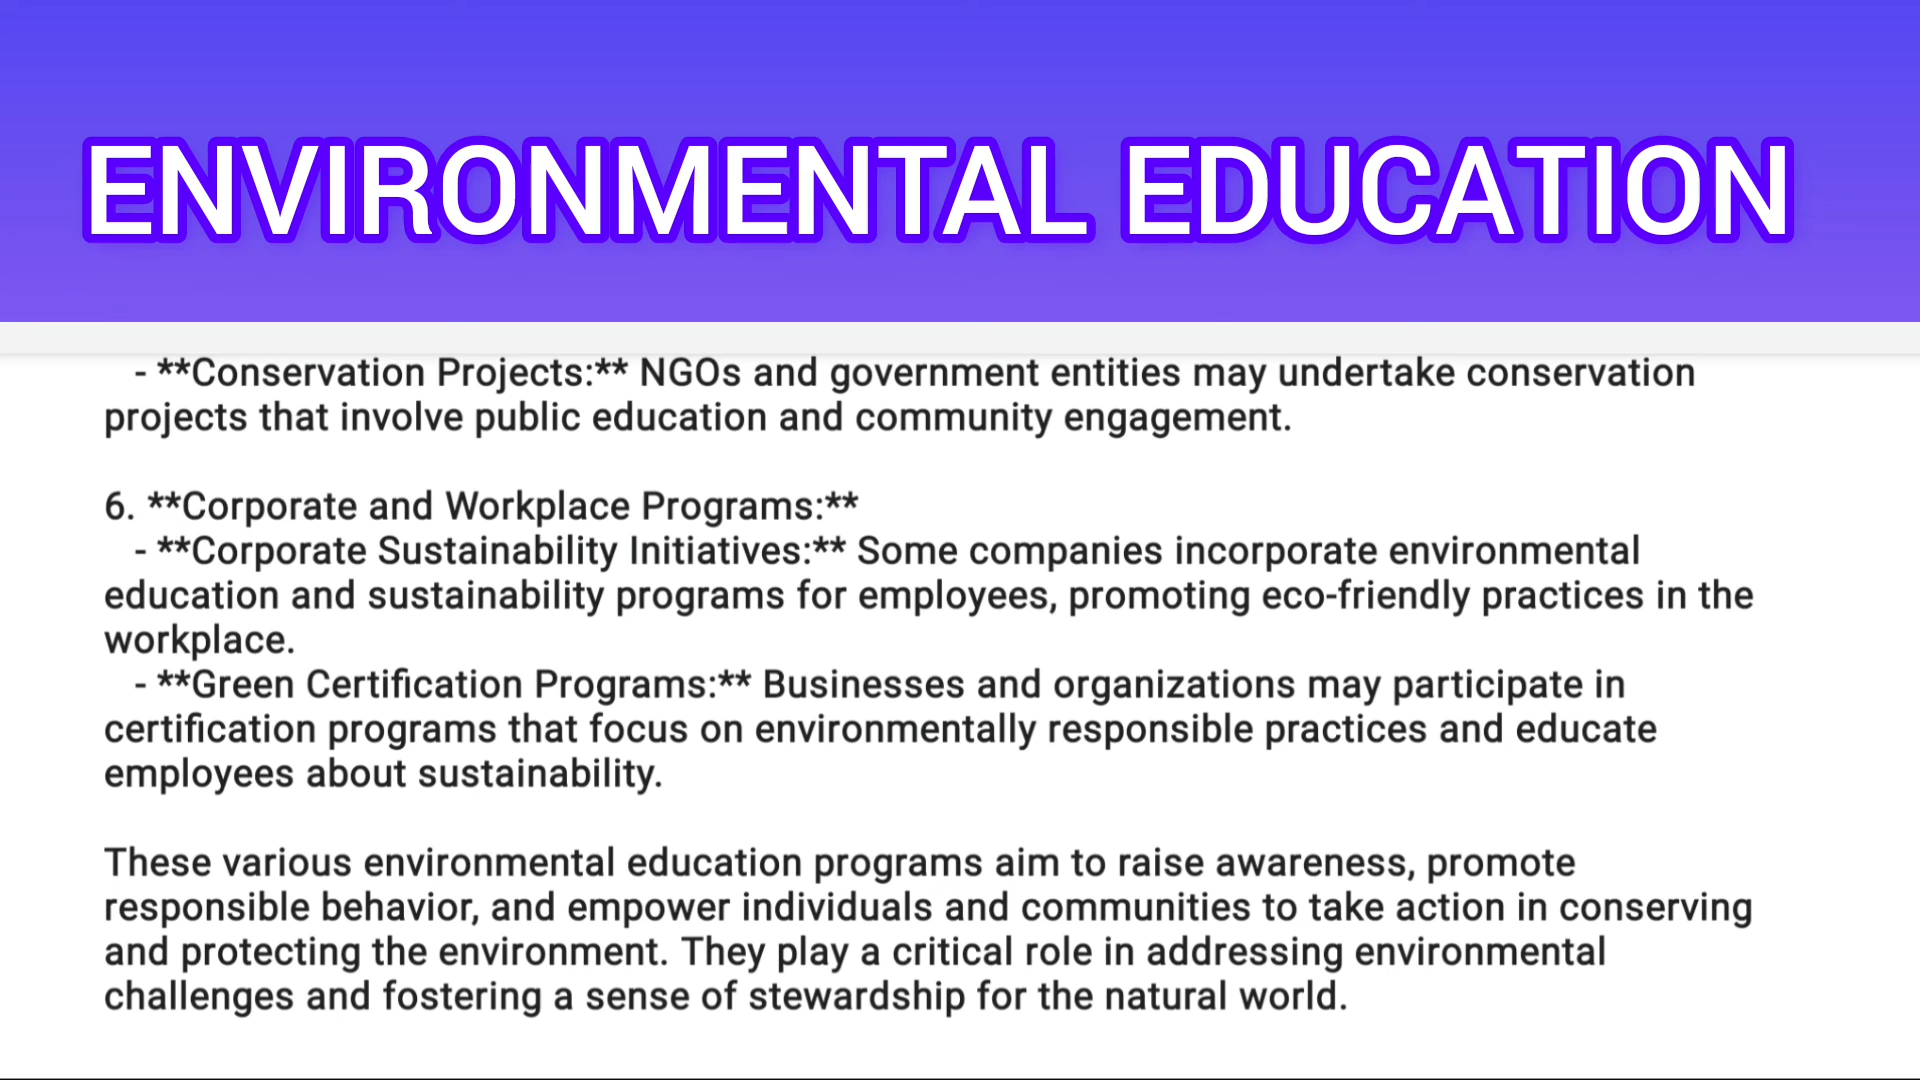 ENVIRONMENTAL EDUCATION
- **Conservation Projects:** NGOs and government entities may undertake conservation
projects that involve public education and community engagement.
6. **Corporate and Workplace Programs:**
- **Corporate Sustainability Initiatives:** Some companies incorporate environmental
education and sustainability programs for employees, promoting eco-friendly practices in the
workplace.
- **Green Certification Programs:** Businesses and organizations may participate in
certification programs that focus on environmentally responsible practices and educate
employees about sustainability.
These various environmental education programs aim to raise awareness, promote
responsible behavior, and empower individuals and communities to take action in conserving
and protecting the environment. They play a critical role in addressing environmental
challenges and fostering a sense of stewardship for the natural world.